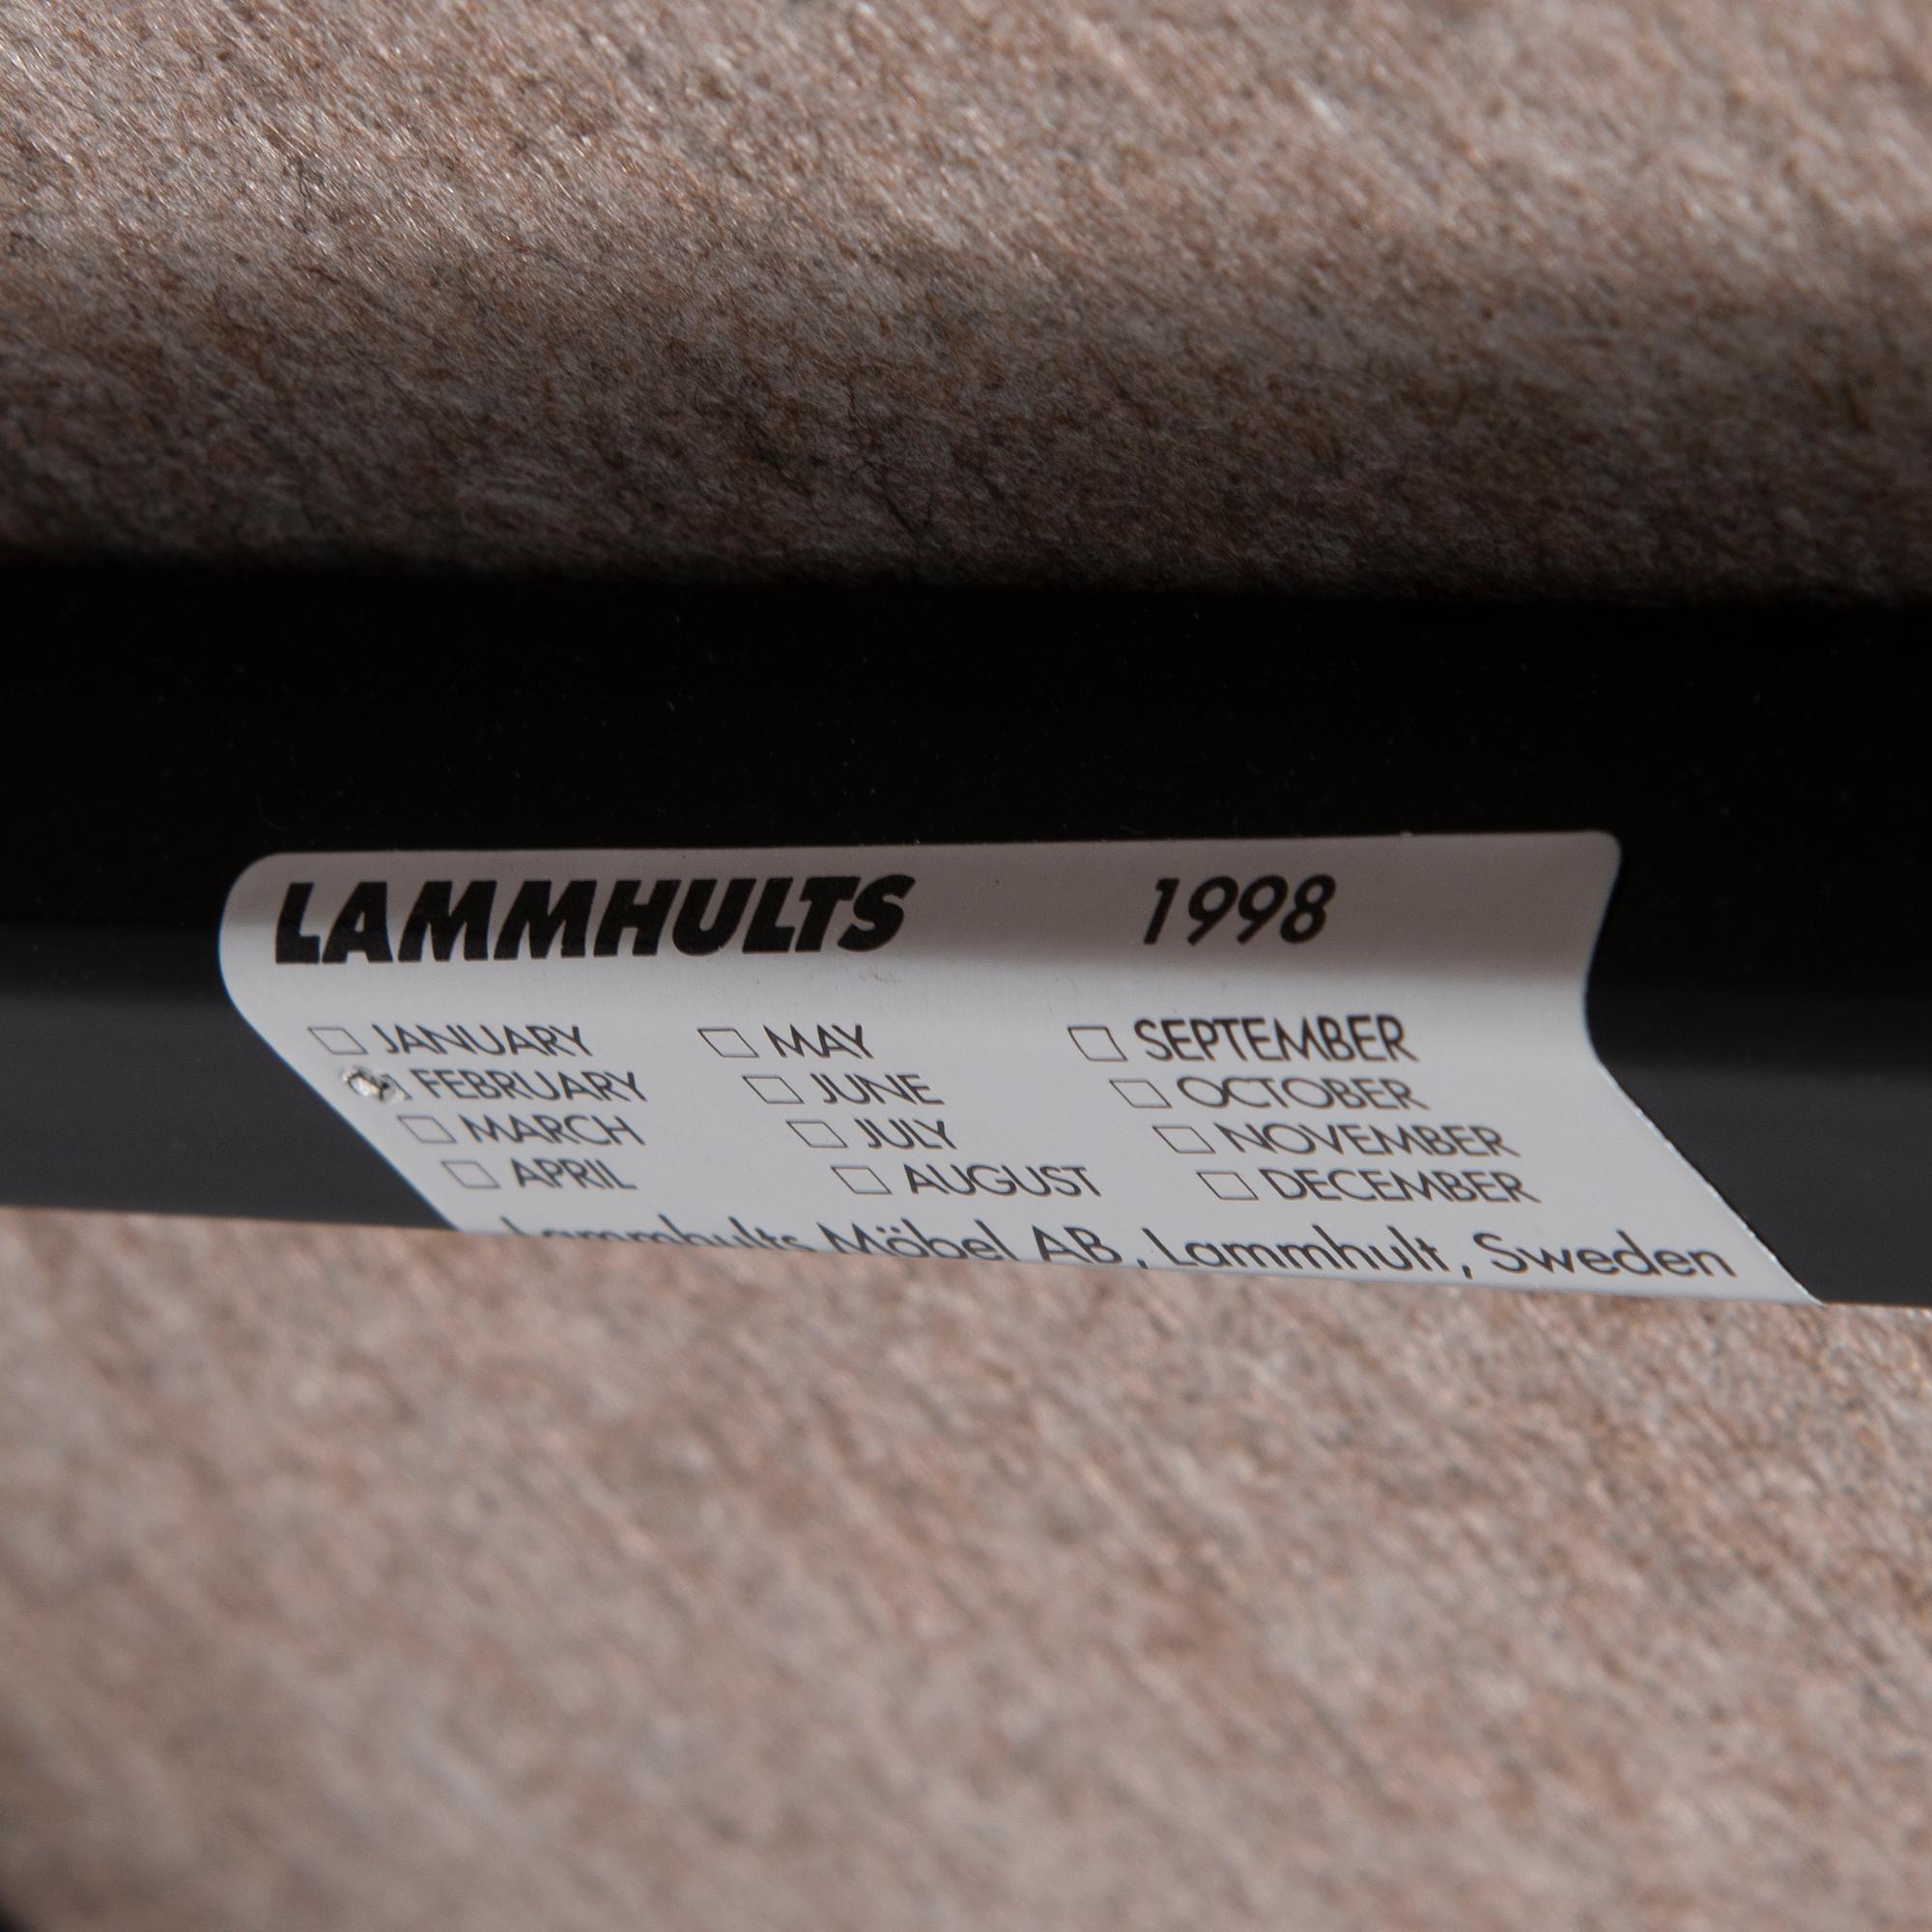 LAMMHULTS 1998
JANUARY MAY SEPTEMBER
FEBRUARY JUNE OCTOBER
MARCH JULY NOVEMBER
APRIL AUGUST DECEMBER
Lammhults Möbel AB, Lammhult, Sweden